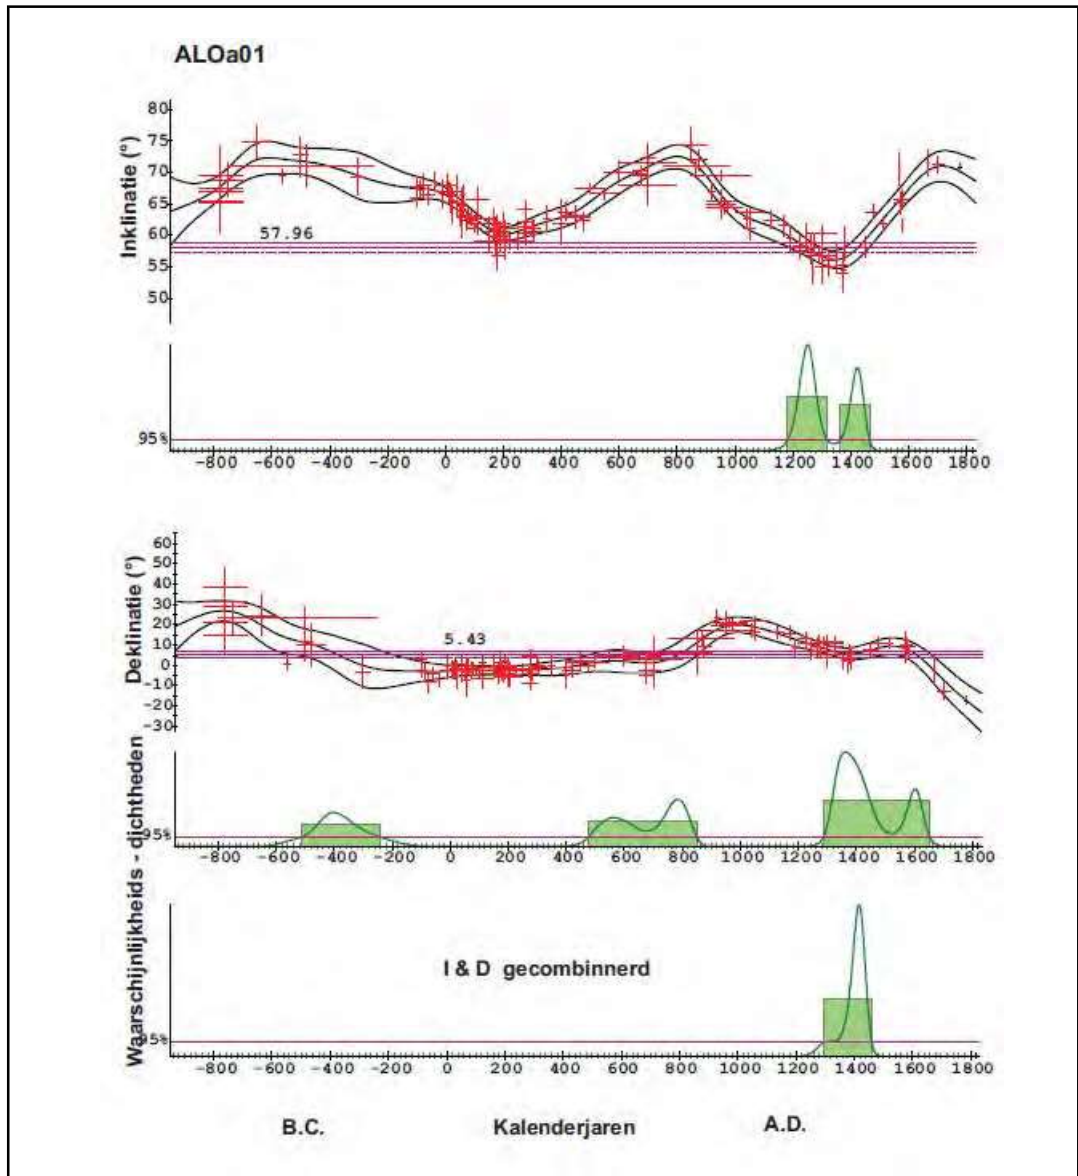 ALOa01
Inklinatie (°)
80
75
70
65
60
55
50
57.96
95%
-800 -600 -400 -200 0 200 400 600 800 1000 1200 1400 1600 1800
Deklinatie (°)
60
50
40
30
20
10
0
-10
-20
-30
5.43
Waarschijnlijkheids - dichtheden
95%
-800 -600 -400 -200 0 200 400 600 800 1000 1200 1400 1600 1800
I & D gecombinnerd
95%
-800 -600 -400 -200 0 200 400 600 800 1000 1200 1400 1600 1800
B.C. Kalenderjaren A.D.